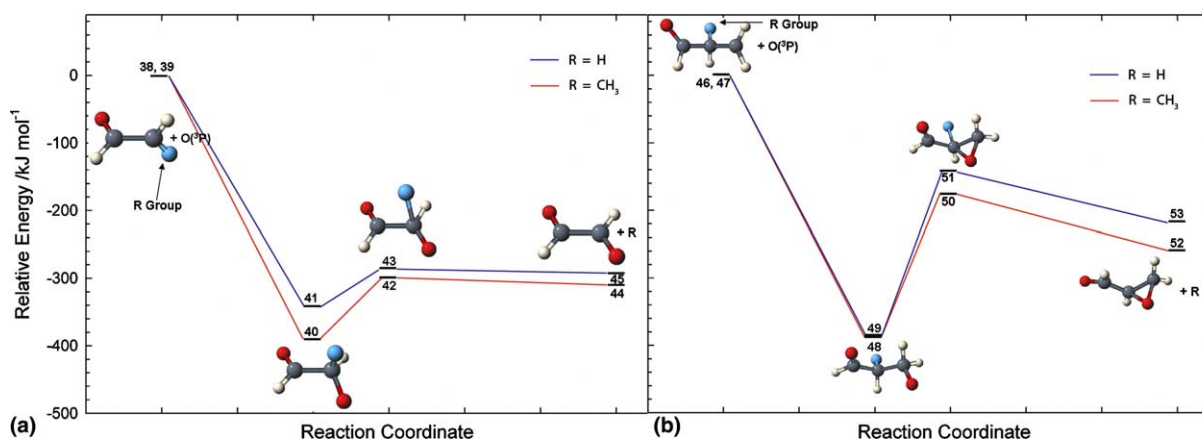 38, 39
R = H
R = CH₃
+ O(³P)
R Group
41
40
43
42
+ R
45
44
0
-100
-200
-300
-400
-500
Relative Energy /kJ mol⁻¹
(a)
Reaction Coordinate
R Group
+ O(³P)
46, 47
R = H
R = CH₃
51
50
53
52
+ R
49
48
(b)
Reaction Coordinate